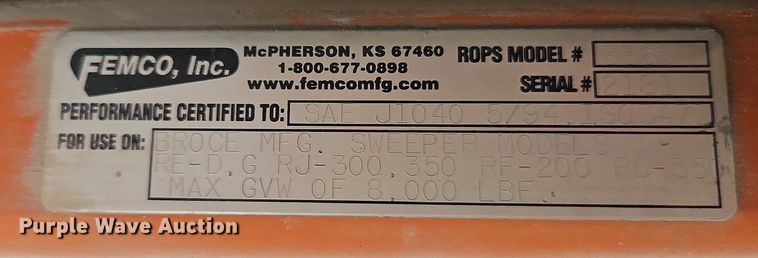 FEMCO, Inc.
McPHERSON, KS 67460
1-800-677-0898
www.femcomfg.com
ROPS MODEL #
SERIAL #
PERFORMANCE CERTIFIED TO: SAE J1040 5/94,
FOR USE ON: BROCE MFG. SWEEPER MODELS
RE-D,G RJ-300,350 RF-200
MAX GVW OF 8,000 LBF.
Purple Wave Auction